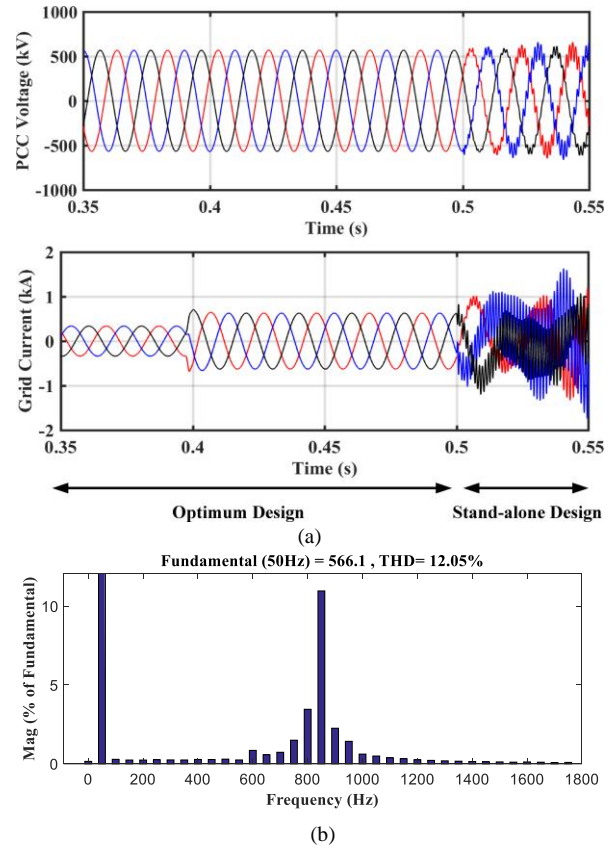 PCC Voltage (kV)
1000
500
0
-500
-1000
0.35 0.4 0.45 0.5 0.55
Time (s)
Grid Current (kA)
2
1
0
-1
-2
0.35 0.4 0.45 0.5 0.55
Time (s)
Optimum Design Stand-alone Design
(a)
Fundamental (50Hz) = 566.1 , THD= 12.05%
Mag (% of Fundamental)
10
5
0
0 200 400 600 800 1000 1200 1400 1600 1800
Frequency (Hz)
(b)